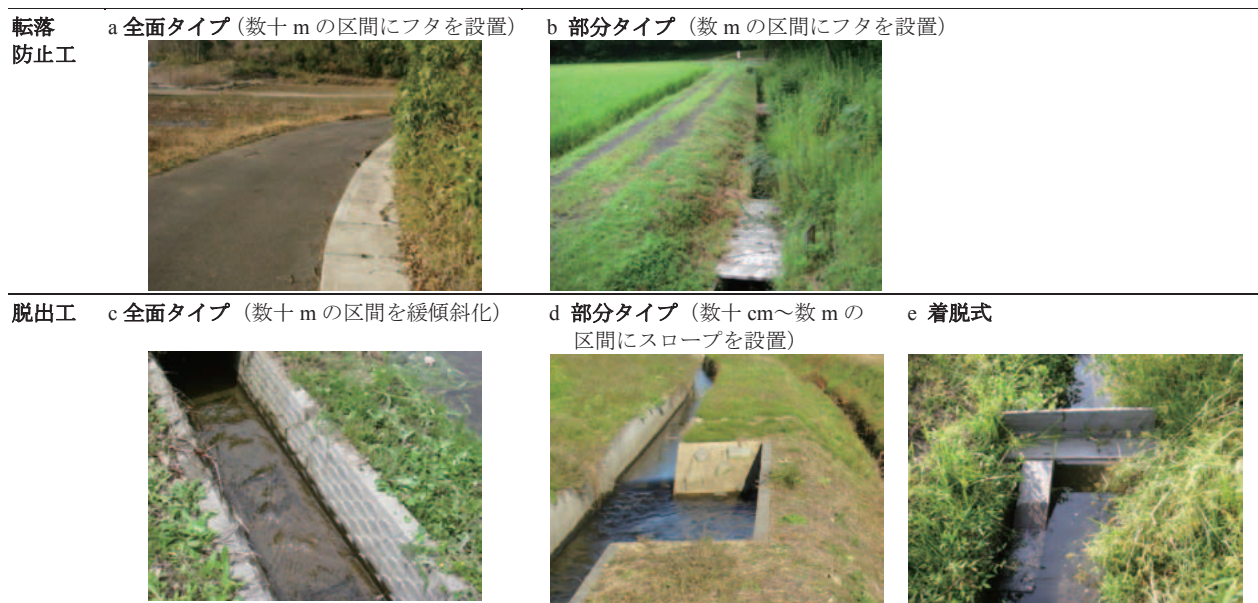 転落
防止工
a 全面タイプ（数十 m の区間にフタを設置）
b 部分タイプ（数 m の区間にフタを設置）
脱出工
c 全面タイプ（数十 m の区間を緩傾斜化）
d 部分タイプ（数十 cm～数 m の
区間にスロープを設置）
e 着脱式